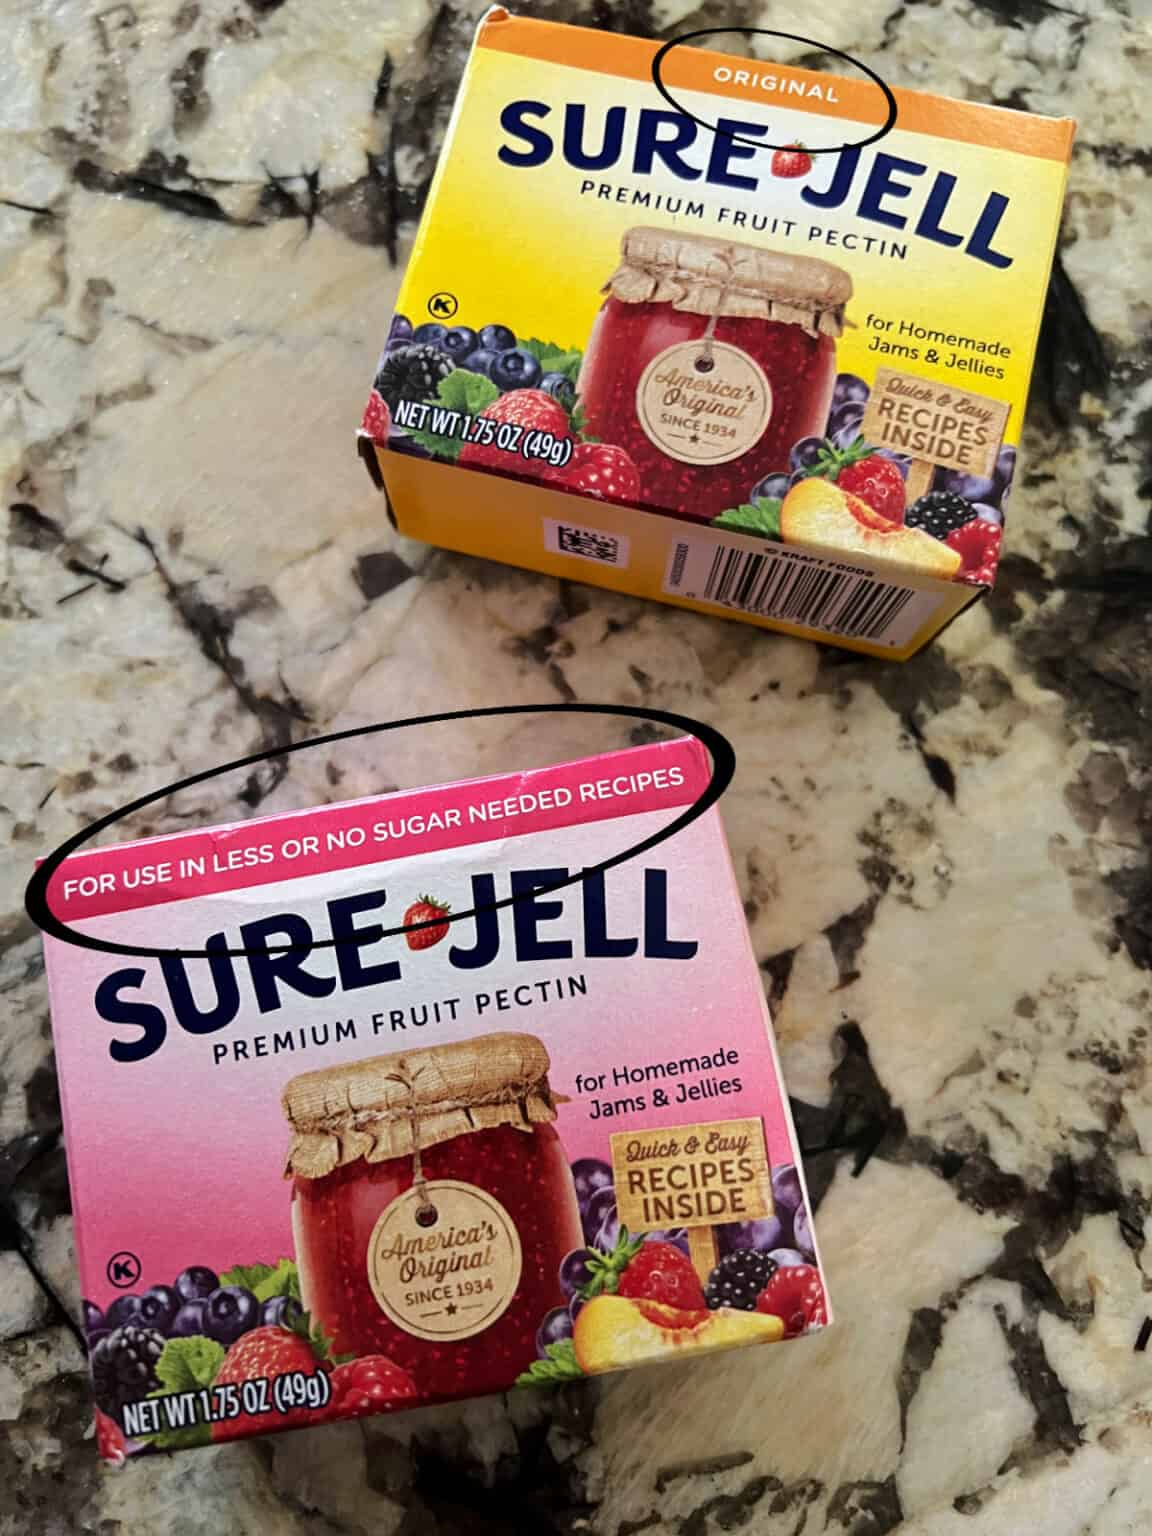 ORIGINAL
SURE JELL
PREMIUM FRUIT PECTIN
K
for Homemade
Jams & Jellies
America's
Original
SINCE 1934
Quick & Easy
RECIPES
INSIDE
NET WT 1.75 OZ (49g)
© KRAFT FOODS
FOR USE IN LESS OR NO SUGAR NEEDED RECIPES
SURE JELL
PREMIUM FRUIT PECTIN
for Homemade
Jams & Jellies
Quick & Easy
RECIPES
INSIDE
America's
Original
SINCE 1934
K
NET WT 1.75 OZ (49g)